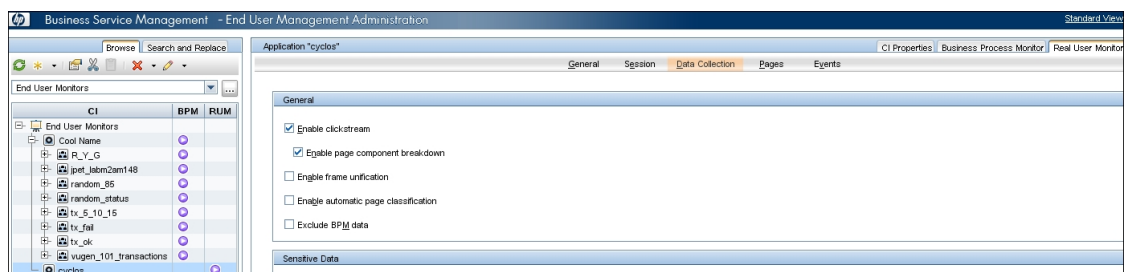 hp Business Service Management - End User Management Administration
Standard View
Browse Search and Replace
Application "cyclos"
CI Properties Business Process Monitor Real User Monitor
General Session Data Collection Pages Events
End User Monitors
...
CI BPM RUM
End User Monitors
Cool Name
R_Y_G
jpet_labm2am148
random_85
random_status
tx_5_10_15
tx_fail
tx_ok
vugen_101_transactions
cyclos
General
Enable clickstream
Enable page component breakdown
Enable frame unification
Enable automatic page classification
Exclude BPM data
Sensitive Data